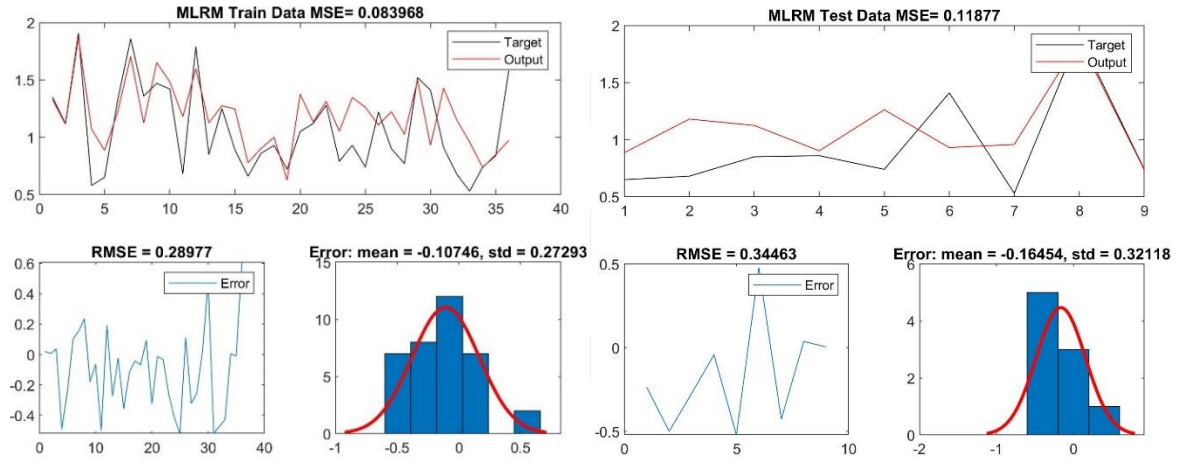 MLRM Train Data MSE= 0.083968
2
1.5
1
0.5
0 5 10 15 20 25 30 35 40
Target
Output
MLRM Test Data MSE= 0.11877
2
1.5
1
0.5
1 2 3 4 5 6 7 8 9
Target
Output
RMSE = 0.28977
0.6
0.4
0.2
0
-0.2
-0.4
0 10 20 30 40
Error
Error: mean = -0.10746, std = 0.27293
15
10
5
0
-1 -0.5 0 0.5
RMSE = 0.34463
0.5
0
-0.5
0 5 10
Error
Error: mean = -0.16454, std = 0.32118
6
4
2
0
-2 -1 0